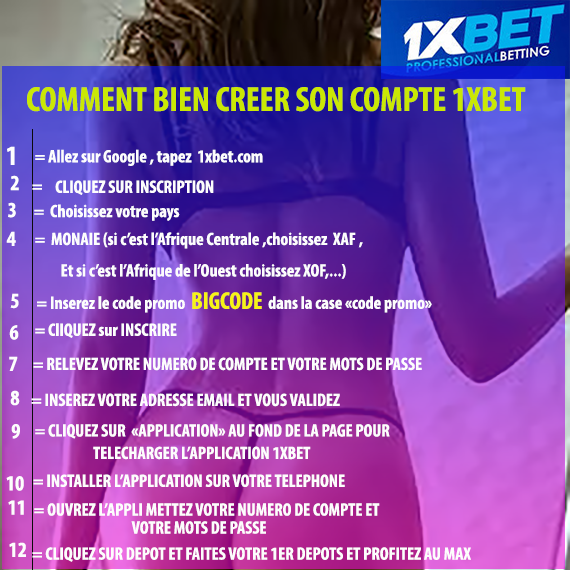 1XBET
PROFESSIONALBETTING
COMMENT BIEN CREER SON COMPTE 1XBET
1 = Allez sur Google , tapez 1xbet.com
2 = CLIQUEZ SUR INSCRIPTION
3 = Choisissez votre pays
4 = MONAIE (si c'est l'Afrique Centrale ,choisissez XAF ,
Et si c'est l'Afrique de l'Ouest choisissez XOF,...)
5 = Inserez le code promo BIGCODE dans la case «code promo»
6 = ClIQUEZ sur INSCRIRE
7 = RELEVEZ VOTRE NUMERO DE COMPTE ET VOTRE MOTS DE PASSE
8 = INSEREZ VOTRE ADRESSE EMAIL ET VOUS VALIDEZ
9 = CLIQUEZ SUR «APPLICATION» AU FOND DE LA PAGE POUR
TELECHARGER L'APPLICATION 1XBET
10 = INSTALLER L'APPLICATION SUR VOTRE TELEPHONE
11 = OUVREZ L'APPLI METTEZ VOTRE NUMERO DE COMPTE ET
VOTRE MOTS DE PASSE
12 = CLIQUEZ SUR DEPOT ET FAITES VOTRE 1ER DEPOTS ET PROFITEZ AU MAX